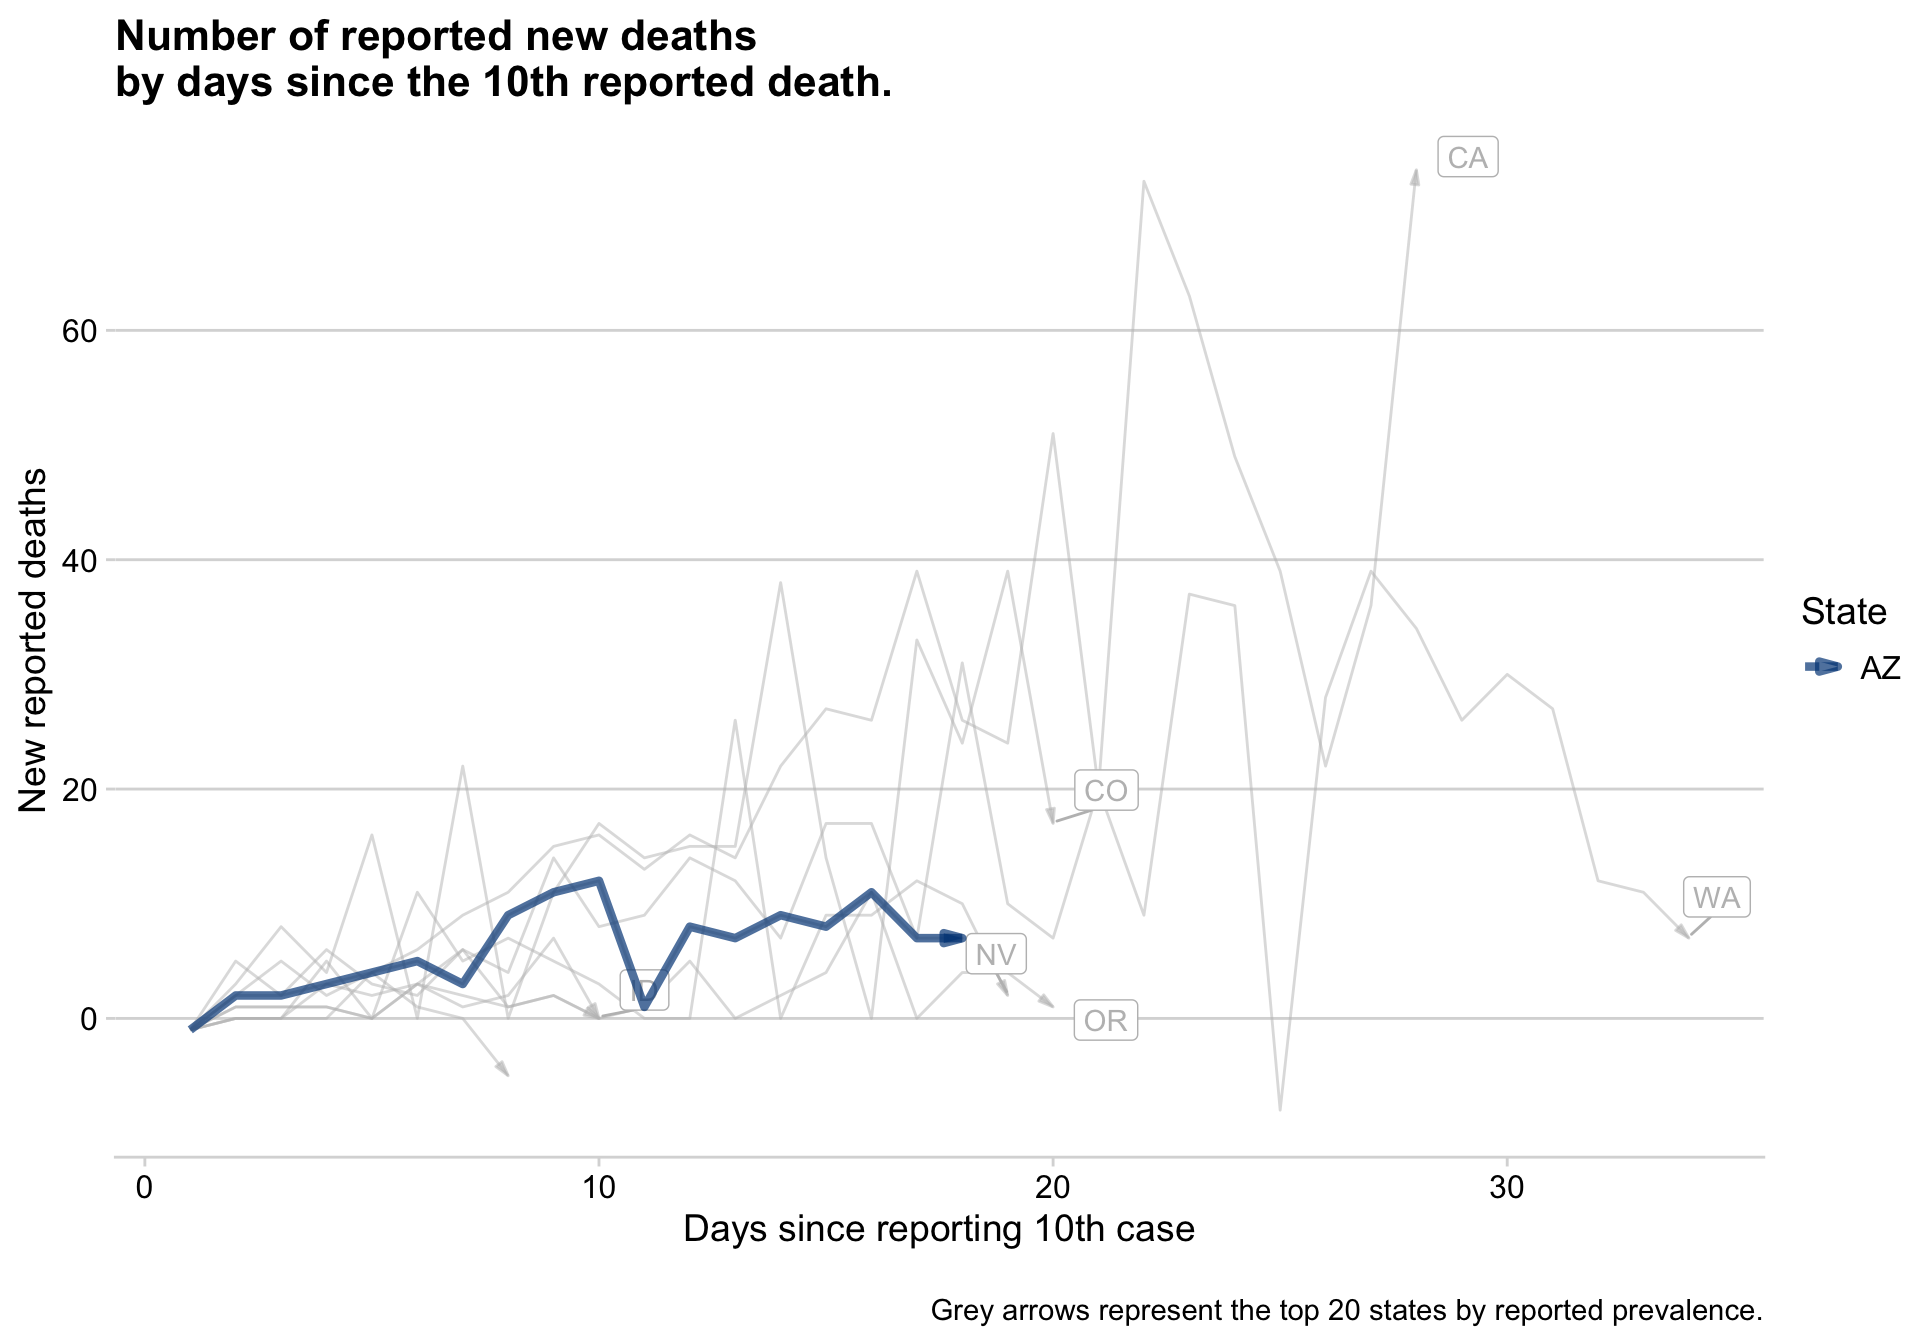 Number of reported new deaths
by days since the 10th reported death.
CA
60
40
New reported deaths
State
AZ
CO
20
WA
NV
0
OR
0 10 20 30
Days since reporting 10th case
Grey arrows represent the top 20 states by reported prevalence.